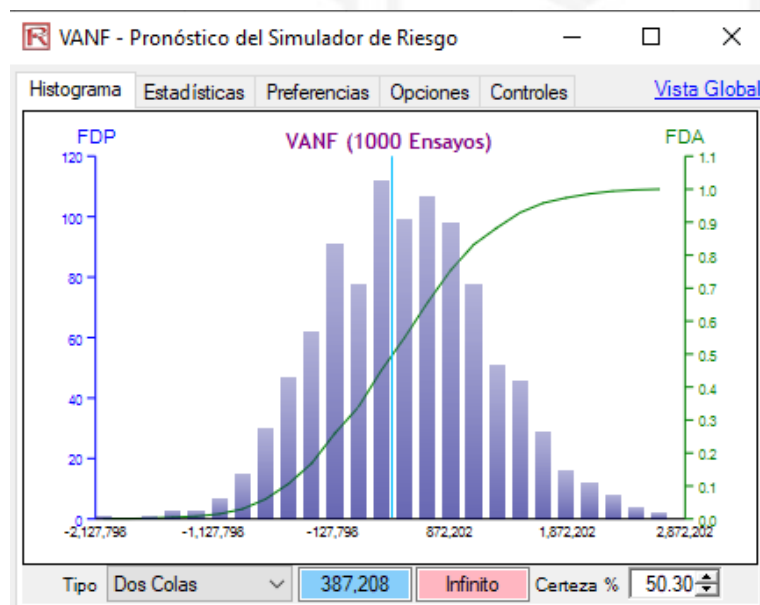 R VANF - Pronóstico del Simulador de Riesgo
Histograma Estadísticas Preferencias Opciones Controles Vista Global
FDP VANF (1000 Ensayos) FDA
120 1.1
1.0
100 0.9
0.8
80 0.7
0.6
60 0.5
0.4
40 0.3
20 0.2
0.1
0 0.0
-2,127,798 -1,127,798 -127,798 872,202 1,872,202 2,872,202
Tipo Dos Colas 387,208 Infinito Certeza % 50.30